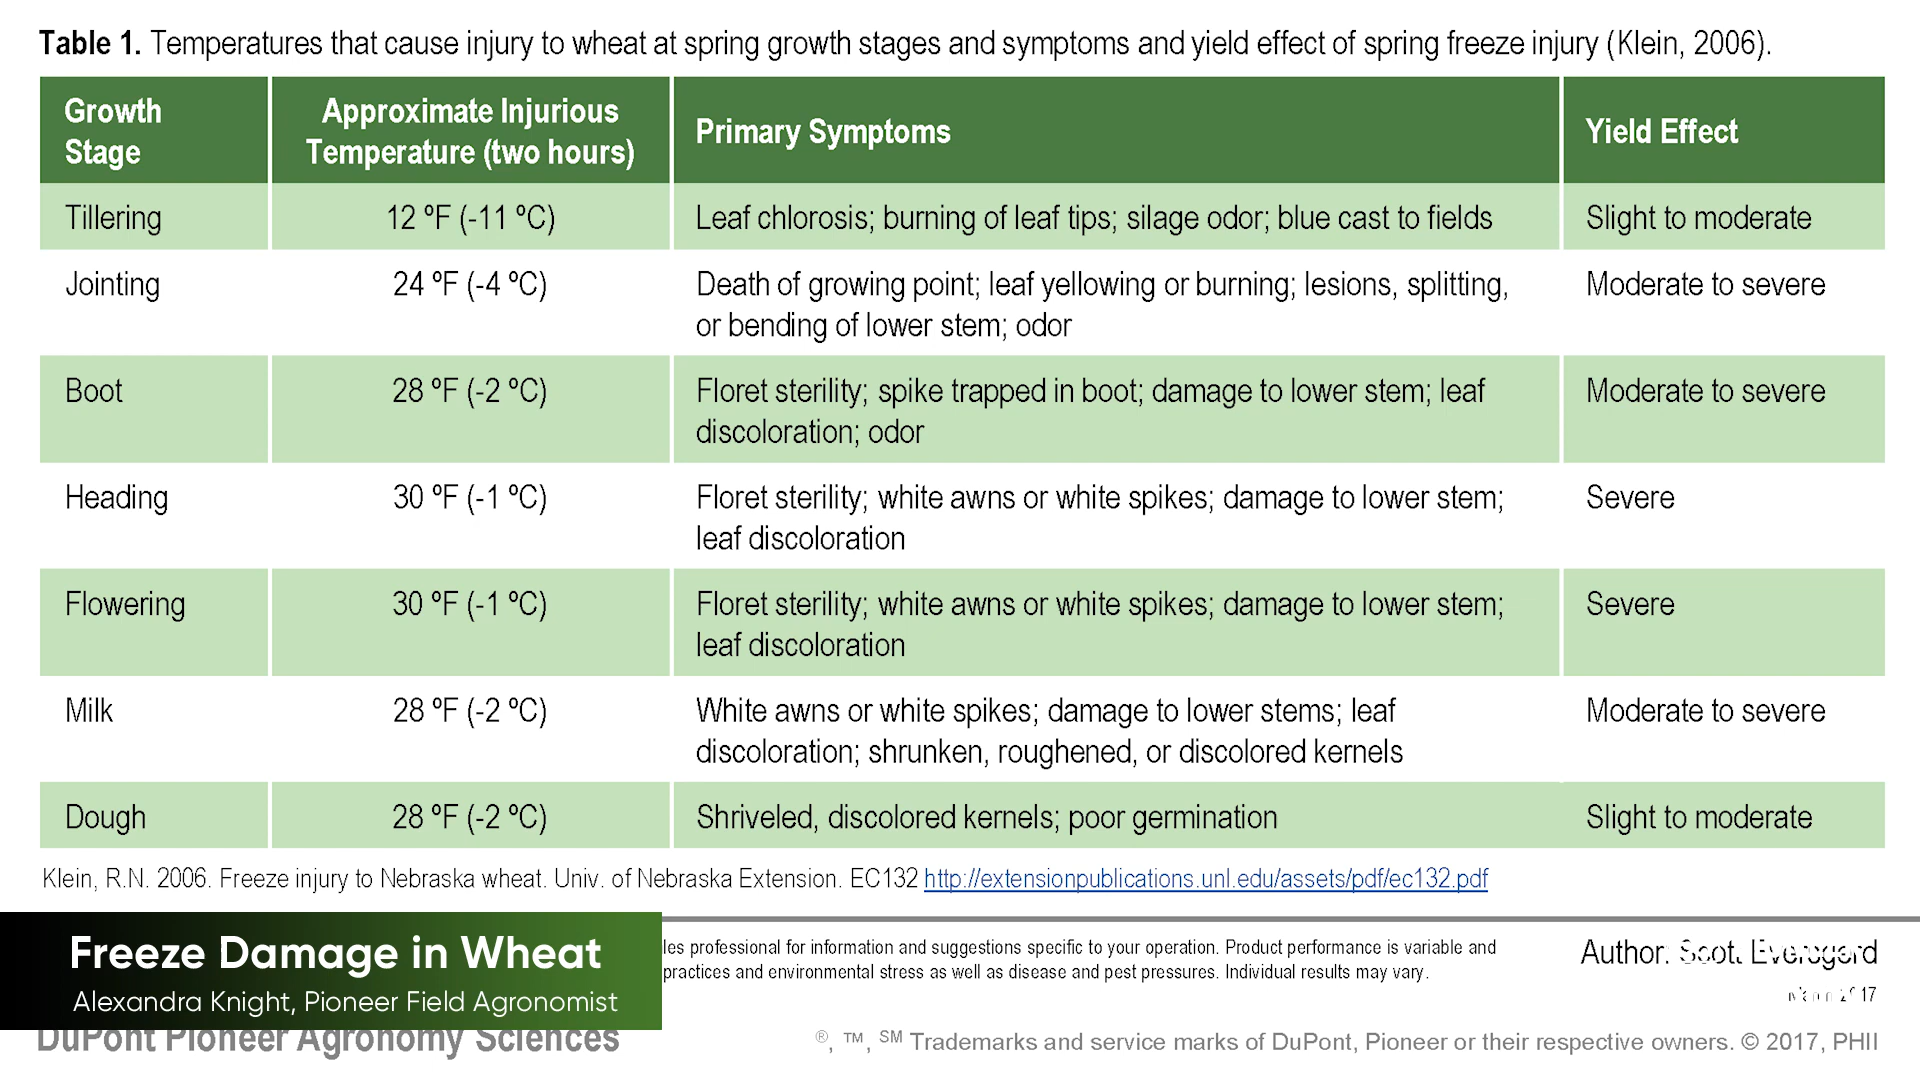 Table 1. Temperatures that cause injury to wheat at spring growth stages and symptoms and yield effect of spring freeze injury (Klein, 2006).
Growth Stage
Approximate Injurious Temperature (two hours)
Primary Symptoms
Yield Effect
Tillering
12 ºF (-11 ºC)
Leaf chlorosis; burning of leaf tips; silage odor; blue cast to fields
Slight to moderate
Jointing
24 ºF (-4 ºC)
Death of growing point; leaf yellowing or burning; lesions, splitting,
or bending of lower stem; odor
Moderate to severe
Boot
28 ºF (-2 ºC)
Floret sterility; spike trapped in boot; damage to lower stem; leaf
discoloration; odor
Moderate to severe
Heading
30 ºF (-1 ºC)
Floret sterility; white awns or white spikes; damage to lower stem;
leaf discoloration
Severe
Flowering
30 ºF (-1 ºC)
Floret sterility; white awns or white spikes; damage to lower stem;
leaf discoloration
Severe
Milk
28 ºF (-2 ºC)
White awns or white spikes; damage to lower stems; leaf
discoloration; shrunken, roughened, or discolored kernels
Moderate to severe
Dough
28 ºF (-2 ºC)
Shriveled, discolored kernels; poor germination
Slight to moderate
Klein, R.N. 2006. Freeze injury to Nebraska wheat. Univ. of Nebraska Extension. EC132 http://extensionpublications.unl.edu/assets/pdf/ec132.pdf
Freeze Damage in Wheat
Alexandra Knight, Pioneer Field Agronomist
professional for information and suggestions specific to your operation. Product performance is variable and
practices and environmental stress as well as disease and pest pressures. Individual results may vary.
Author: Scott
DuPont Pioneer Agronomy Sciences
®, ™, SM Trademarks and service marks of DuPont, Pioneer or their respective owners. © 2017, PHII